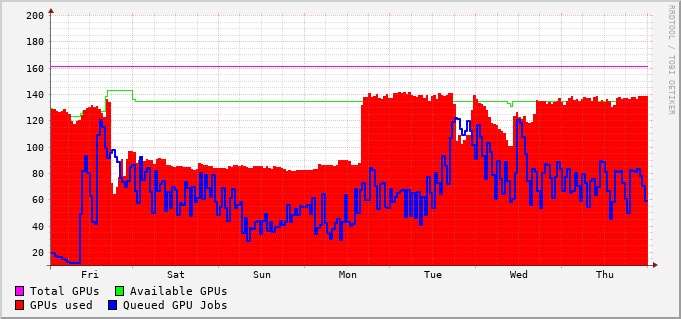 200
180
160
140
120
100
80
60
40
20
Fri Sat Sun Mon Tue Wed Thu
RRDTOOL / TOBI OETIKER
Total GPUs Available GPUs
GPUs used Queued GPU Jobs